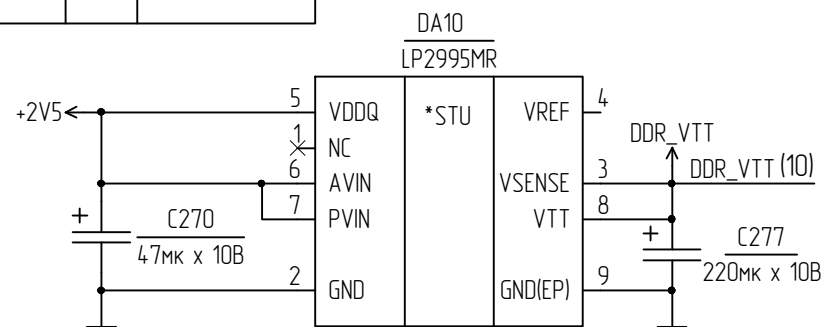 DA10
LP2995MR
+2V5
5 VDDQ *STU VREF 4
1 NC
6 AVIN VSENSE 3
7 PVIN VTT 8
2 GND GND(EP) 9
DDR_VTT
DDR_VTT (10)
+ C270
47мк x 10В
+ C277
220мк x 10В